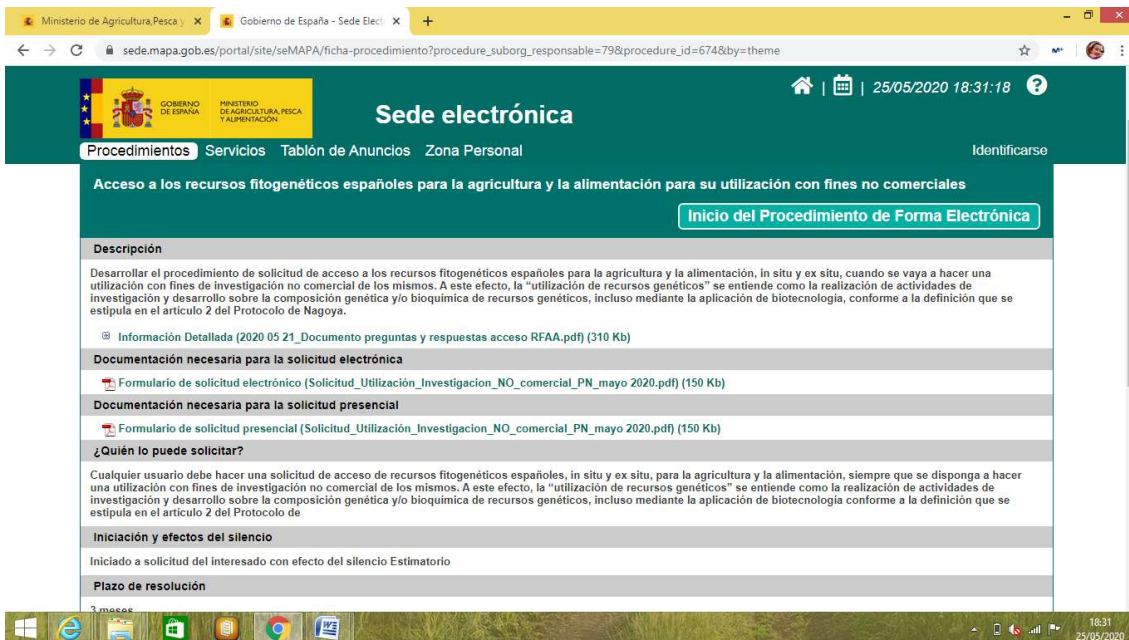 Ministerio de Agricultura,Pesca y
Gobierno de España - Sede Elect
sede.mapa.gob.es/portal/site/seMAPA/ficha-procedimiento?procedure_suborg_responsable=79&procedure_id=674&by=theme
GOBIERNO DE ESPAÑA
MINISTERIO DE AGRICULTURA, PESCA Y ALIMENTACIÓN
Sede electrónica
| | 25/05/2020 18:31:18
Procedimientos Servicios Tablón de Anuncios Zona Personal Identificarse
Acceso a los recursos fitogenéticos españoles para la agricultura y la alimentación para su utilización con fines no comerciales
Inicio del Procedimiento de Forma Electrónica
Descripción
Desarrollar el procedimiento de solicitud de acceso a los recursos fitogenéticos españoles para la agricultura y la alimentación, in situ y ex situ, cuando se vaya a hacer una
utilización con fines de investigación no comercial de los mismos. A este efecto, la “utilización de recursos genéticos” se entiende como la realización de actividades de
investigación y desarrollo sobre la composición genética y/o bioquímica de recursos genéticos, incluso mediante la aplicación de biotecnología, conforme a la definición que se
estipula en el artículo 2 del Protocolo de Nagoya.
Información Detallada (2020 05 21_Documento preguntas y respuestas acceso RFAA.pdf) (310 Kb)
Documentación necesaria para la solicitud electrónica
Formulario de solicitud electrónico (Solicitud_Utilización_Investigacion_NO_comercial_PN_mayo 2020.pdf) (150 Kb)
Documentación necesaria para la solicitud presencial
Formulario de solicitud presencial (Solicitud_Utilización_Investigacion_NO_comercial_PN_mayo 2020.pdf) (150 Kb)
¿Quién lo puede solicitar?
Cualquier usuario debe hacer una solicitud de acceso de recursos fitogenéticos españoles, in situ y ex situ, para la agricultura y la alimentación, siempre que se disponga a hacer
una utilización con fines de investigación no comercial de los mismos. A este efecto, la “utilización de recursos genéticos” se entiende como la realización de actividades de
investigación y desarrollo sobre la composición genética y/o bioquímica de recursos genéticos, incluso mediante la aplicación de biotecnología conforme a la definición que se
estipula en el artículo 2 del Protocolo de
Iniciación y efectos del silencio
Iniciado a solicitud del interesado con efecto del silencio Estimatorio
Plazo de resolución
3 meses
18:31
25/05/2020